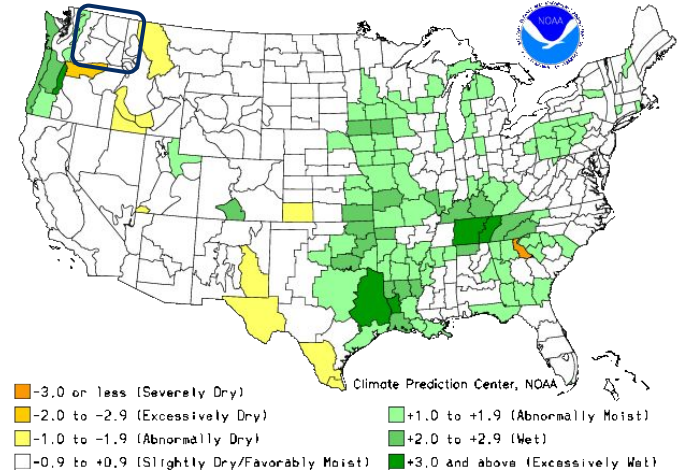 NOAA
Climate Prediction Center, NOAA
-3.0 or less (Severely Dry)
-2.0 to -2.9 (Excessively Dry)
-1.0 to -1.9 (Abnormally Dry)
-0.9 to +0.9 (Slightly Dry/Favorably Moist)
+1.0 to +1.9 (Abnormally Moist)
+2.0 to +2.9 (Wet)
+3.0 and above (Excessively Wet)